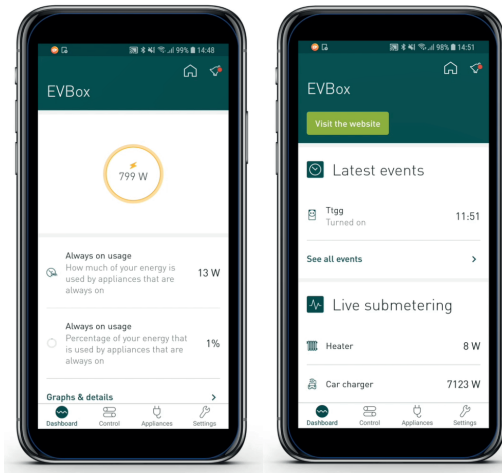 99% 14:48
EVBox
799 W
Always on usage
How much of your energy is
used by appliances that are
always on
13 W
Always on usage
Percentage of your energy that
is used by appliances that are
always on
1%
Graphs & details
Dashboard Control Appliances Settings
98% 14:51
EVBox
Visit the website
Latest events
Ttgg
Turned on
11:51
See all events
Live submetering
Heater 8 W
Car charger 7123 W
Dashboard Control Appliances Settings